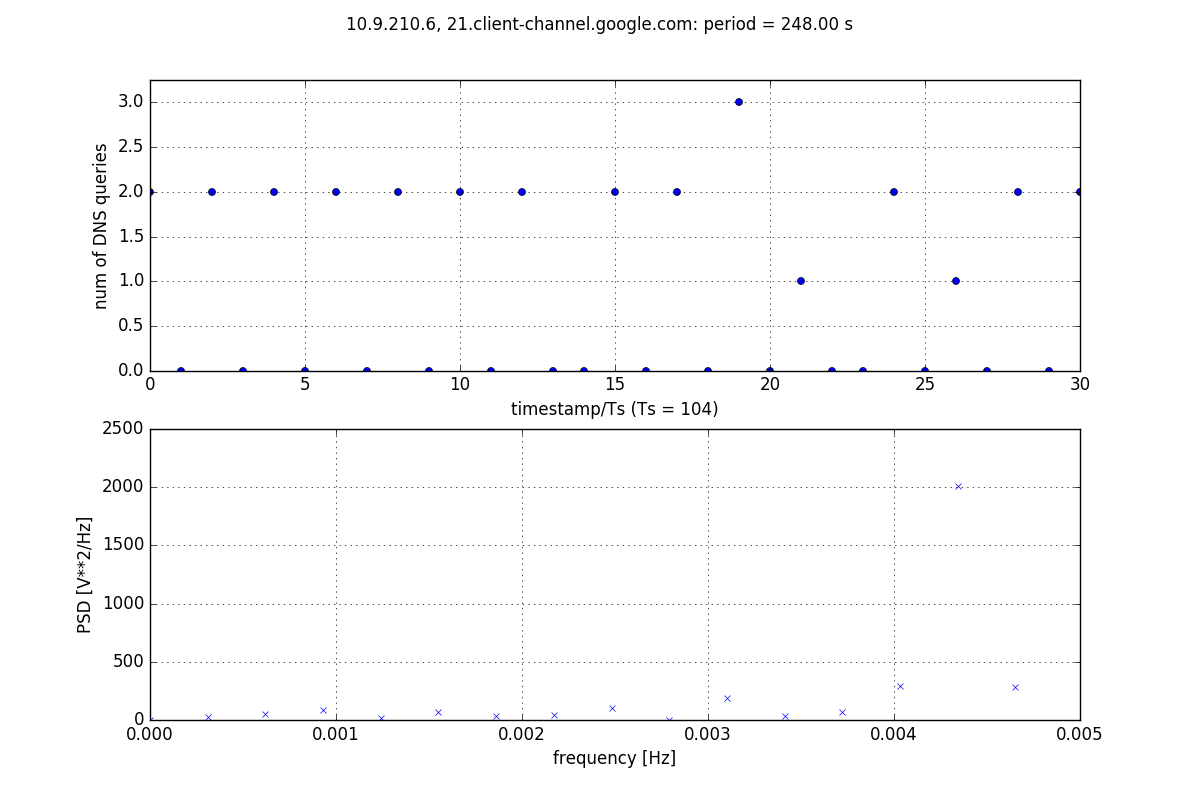 10.9.210.6, 21.client-channel.google.com: period = 248.00 s
num of DNS queries
3.0
2.5
2.0
1.5
1.0
0.5
0.0
0 5 10 15 20 25 30
timestamp/Ts (Ts = 104)
PSD [V**2/Hz]
2500
2000
1500
1000
500
0
0.000 0.001 0.002 0.003 0.004 0.005
frequency [Hz]